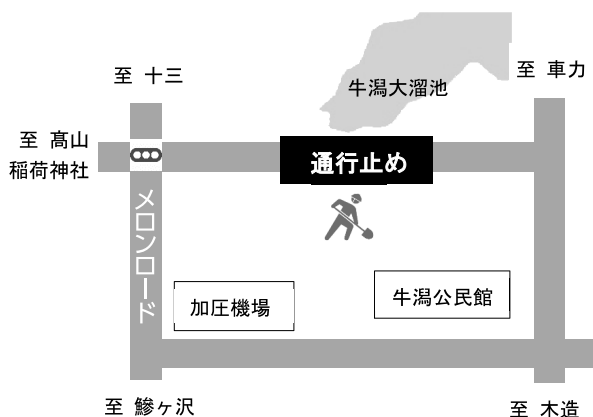 至 車力
至 十三
牛潟大溜池
至 髙山
稲荷神社
通行止め
メロンロード
加圧機場
牛潟公民館
至 鰺ヶ沢
至 木造